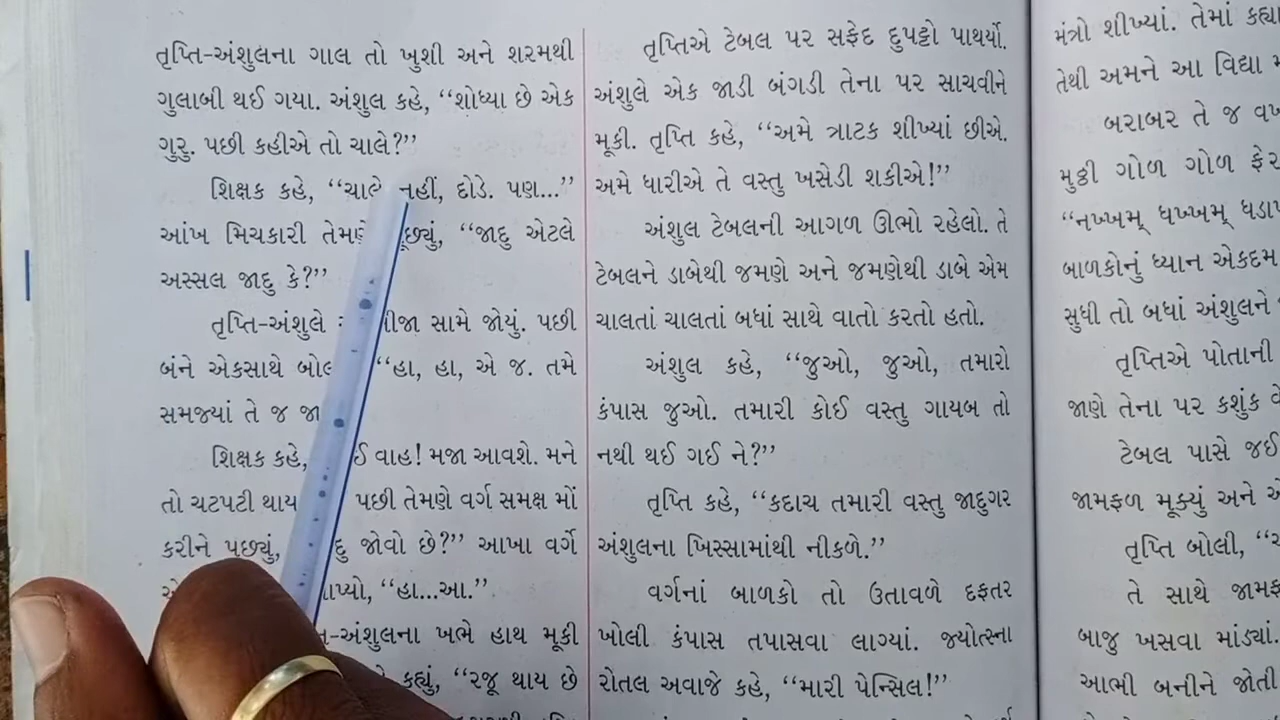 તૃપ્તિ-અંશુલના ગાલ તો ખુશી અને શરમથી
ગુલાબી થઈ ગયા. અંશુલ કહે, “શોધ્યા છે એક
ગુરુ. પછી કહીએ તો ચાલે?”
શિક્ષક કહે, “ચાલે નહીં, દોડે. પણ...”
આંખ મિચકારી તેમણે પૂછ્યું, “જાદુ એટલે
અસ્સલ જાદુ કે?”
તૃપ્તિ-અંશુલે સામે જોયું. પછી
બંને એકસાથે “હા, હા, એ જ. તમે
સમજ્યાં તે જ
શિક્ષક કહે, વાહ! મજા આવશે. મને
તો ચટપટી થાય પછી તેમણે વર્ગ સમક્ષ મોં
કરીને પૂછ્યું, જોવો છે?” આખા વર્ગે
“હા...આ.”
ખભે હાથ મૂકી
કહ્યું, “રજૂ થાય છે
તૃપ્તિએ ટેબલ પર સફેદ દુપટ્ટો પાથર્યો.
અંશુલે એક જાડી બંગડી તેના પર સાચવીને
મૂકી. તૃપ્તિ કહે, “અમે ત્રાટક શીખ્યાં છીએ.
અમે ધારીએ તે વસ્તુ ખસેડી શકીએ!”
અંશુલ ટેબલની આગળ ઊભો રહેલો. તે
ટેબલને ડાબેથી જમણે અને જમણેથી ડાબે એમ
ચાલતાં ચાલતાં બધાં સાથે વાતો કરતો હતો.
અંશુલ કહે, “જુઓ, જુઓ, તમારો
કંપાસ જુઓ. તમારી કોઈ વસ્તુ ગાયબ તો
નથી થઈ ગઈ ને?”
તૃપ્તિ કહે, “કદાચ તમારી વસ્તુ જાદુગર
અંશુલના ખિસ્સામાંથી નીકળે.”
વર્ગનાં બાળકો તો ઉતાવળે દફતર
ખોલી કંપાસ તપાસવા લાગ્યાં. જ્યોત્સ્ના
રોતલ અવાજે કહે, “મારી પેન્સિલ!”
મંત્રો શીખ્યાં. તેમાં
તેથી અમને આ વિદ્યા
બરાબર તે જ
મુઠ્ઠી ગોળ ગોળ
“નખ્ખમ્ ધખ્ખમ્
બાળકોનું ધ્યાન એકદમ
સુધી તો બધાં અંશુલને
તૃપ્તિએ પોતાની
જાણે તેના પર કશુંક
ટેબલ પાસે જઈ
જામફળ મૂક્યું અને
તૃપ્તિ બોલી,
તે સાથે
બાજુ ખસવા માંડ્યાં.
આભી બનીને જોતી